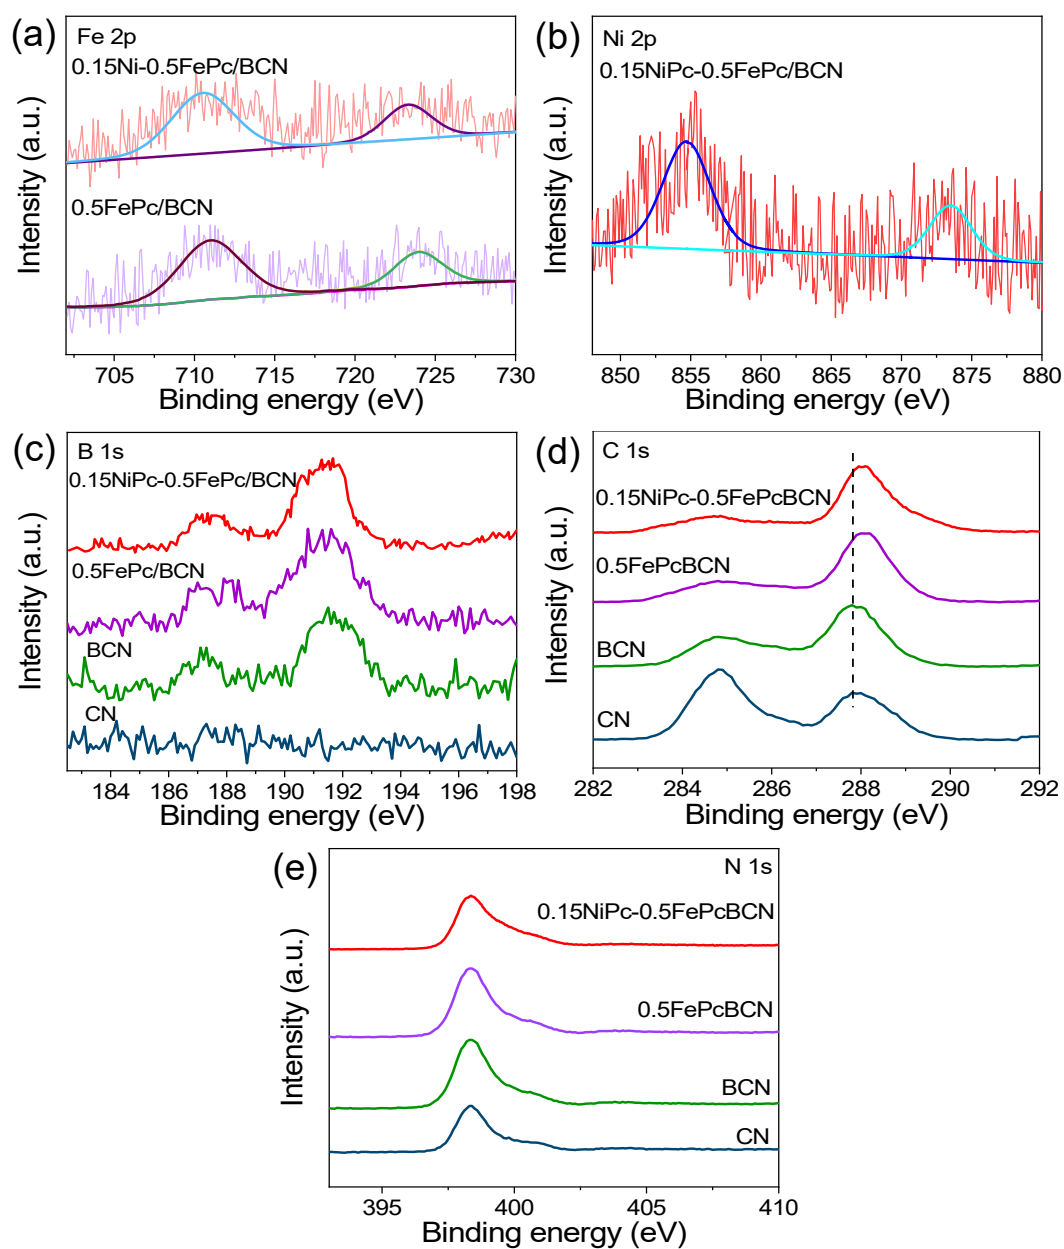 (a)
Fe 2p
0.15Ni-0.5FePc/BCN
0.5FePc/BCN
Intensity (a.u.)
705 710 715 720 725 730
Binding energy (eV)
(b)
Ni 2p
0.15NiPc-0.5FePc/BCN
Intensity (a.u.)
850 855 860 865 870 875 880
Binding energy (eV)
(c)
B 1s
0.15NiPc-0.5FePc/BCN
0.5FePc/BCN
BCN
CN
Intensity (a.u.)
184 186 188 190 192 194 196 198
Binding energy (eV)
(d)
C 1s
0.15NiPc-0.5FePcBCN
0.5FePcBCN
BCN
CN
Intensity (a.u.)
282 284 286 288 290 292
Binding energy (eV)
(e)
N 1s
0.15NiPc-0.5FePcBCN
0.5FePcBCN
BCN
CN
Intensity (a.u.)
395 400 405 410
Binding energy (eV)